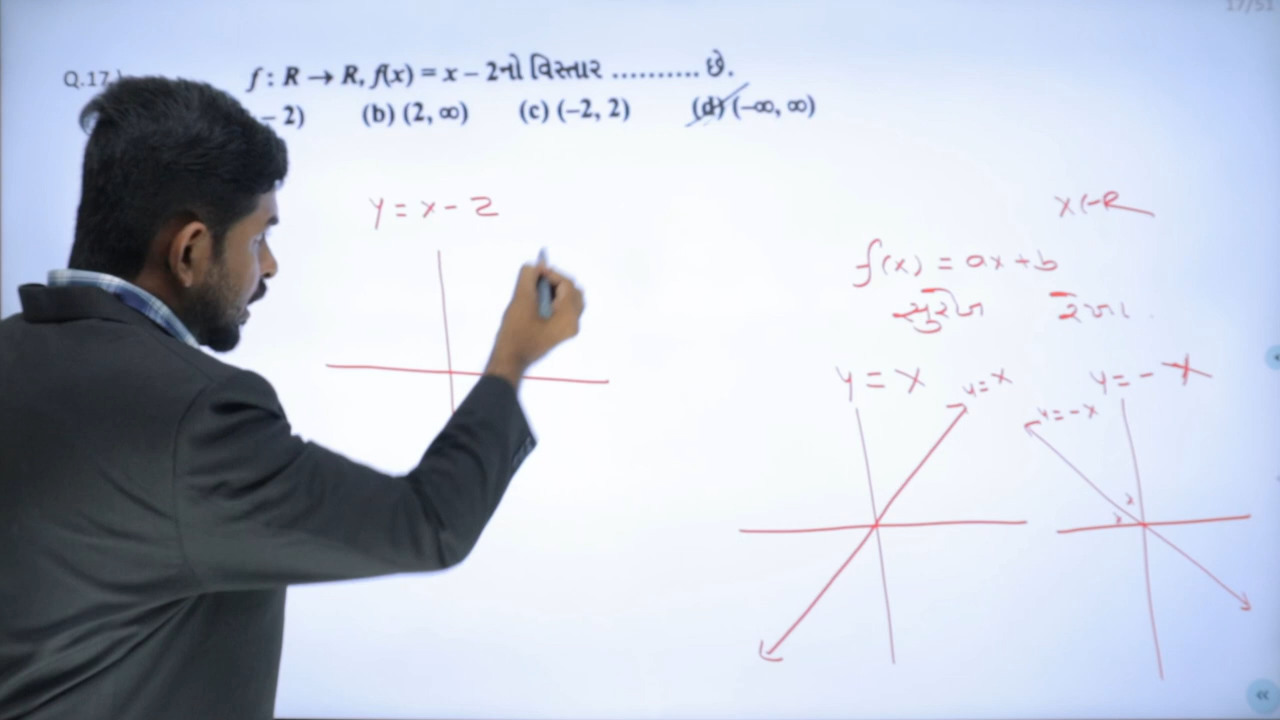 17/51
Q.17
f : R → R, f(x) = x – 2નો વિસ્તાર .......... છે.
– 2) (b) (2, ∞) (c) (–2, 2) (d) (–∞, ∞)
y = x - 2
f(x) = ax + b
સુરેખ રેખા
y = x
y = x
y = - x
y = - x